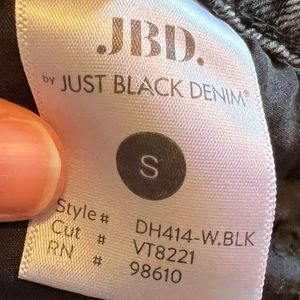 JBD.
by JUST BLACK DENIM®
S
Style# DH414-W.BLK
Cut # VT8221
RN # 98610